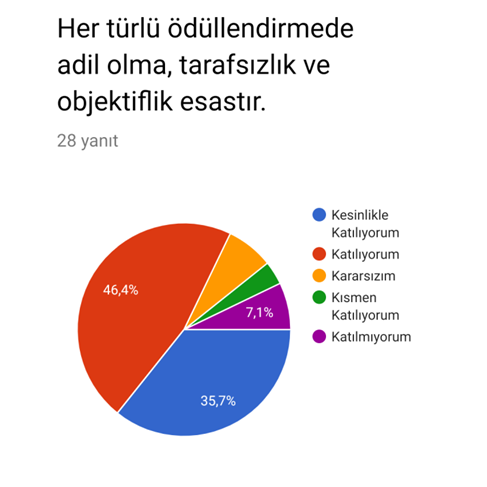 Her türlü ödüllendirmede
adil olma, tarafsızlık ve
objektiflik esastır.
28 yanıt
Kesinlikle
Katılıyorum
Katılıyorum
Kararsızım
Kısmen
Katılıyorum
Katılmıyorum
46,4%
7,1%
35,7%